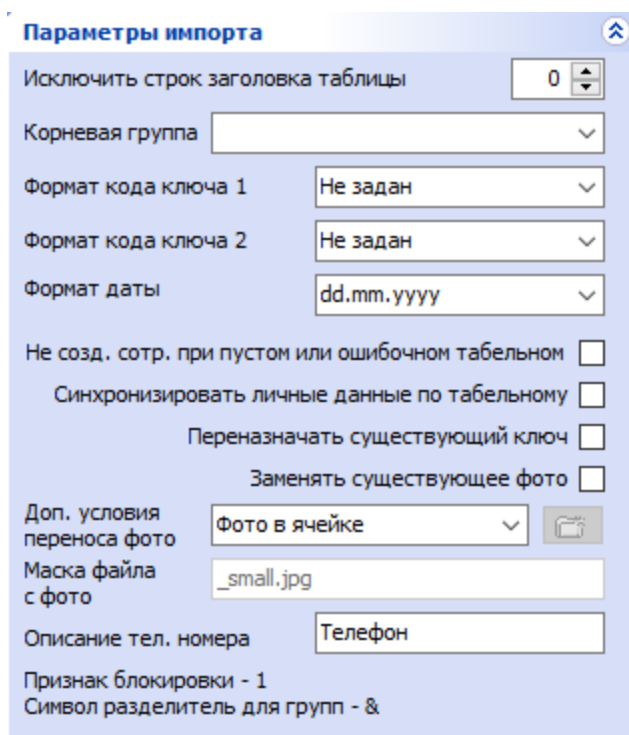 Параметры импорта
Исключить строк заголовка таблицы 0
Корневая группа
Формат кода ключа 1 Не задан
Формат кода ключа 2 Не задан
Формат даты dd.mm.yyyy
Не созд. сотр. при пустом или ошибочном табельном
Синхронизировать личные данные по табельному
Переназначать существующий ключ
Заменять существующее фото
Доп. условия
переноса фото Фото в ячейке
Маска файла
с фото _small.jpg
Описание тел. номера Телефон
Признак блокировки - 1
Символ разделитель для групп - &